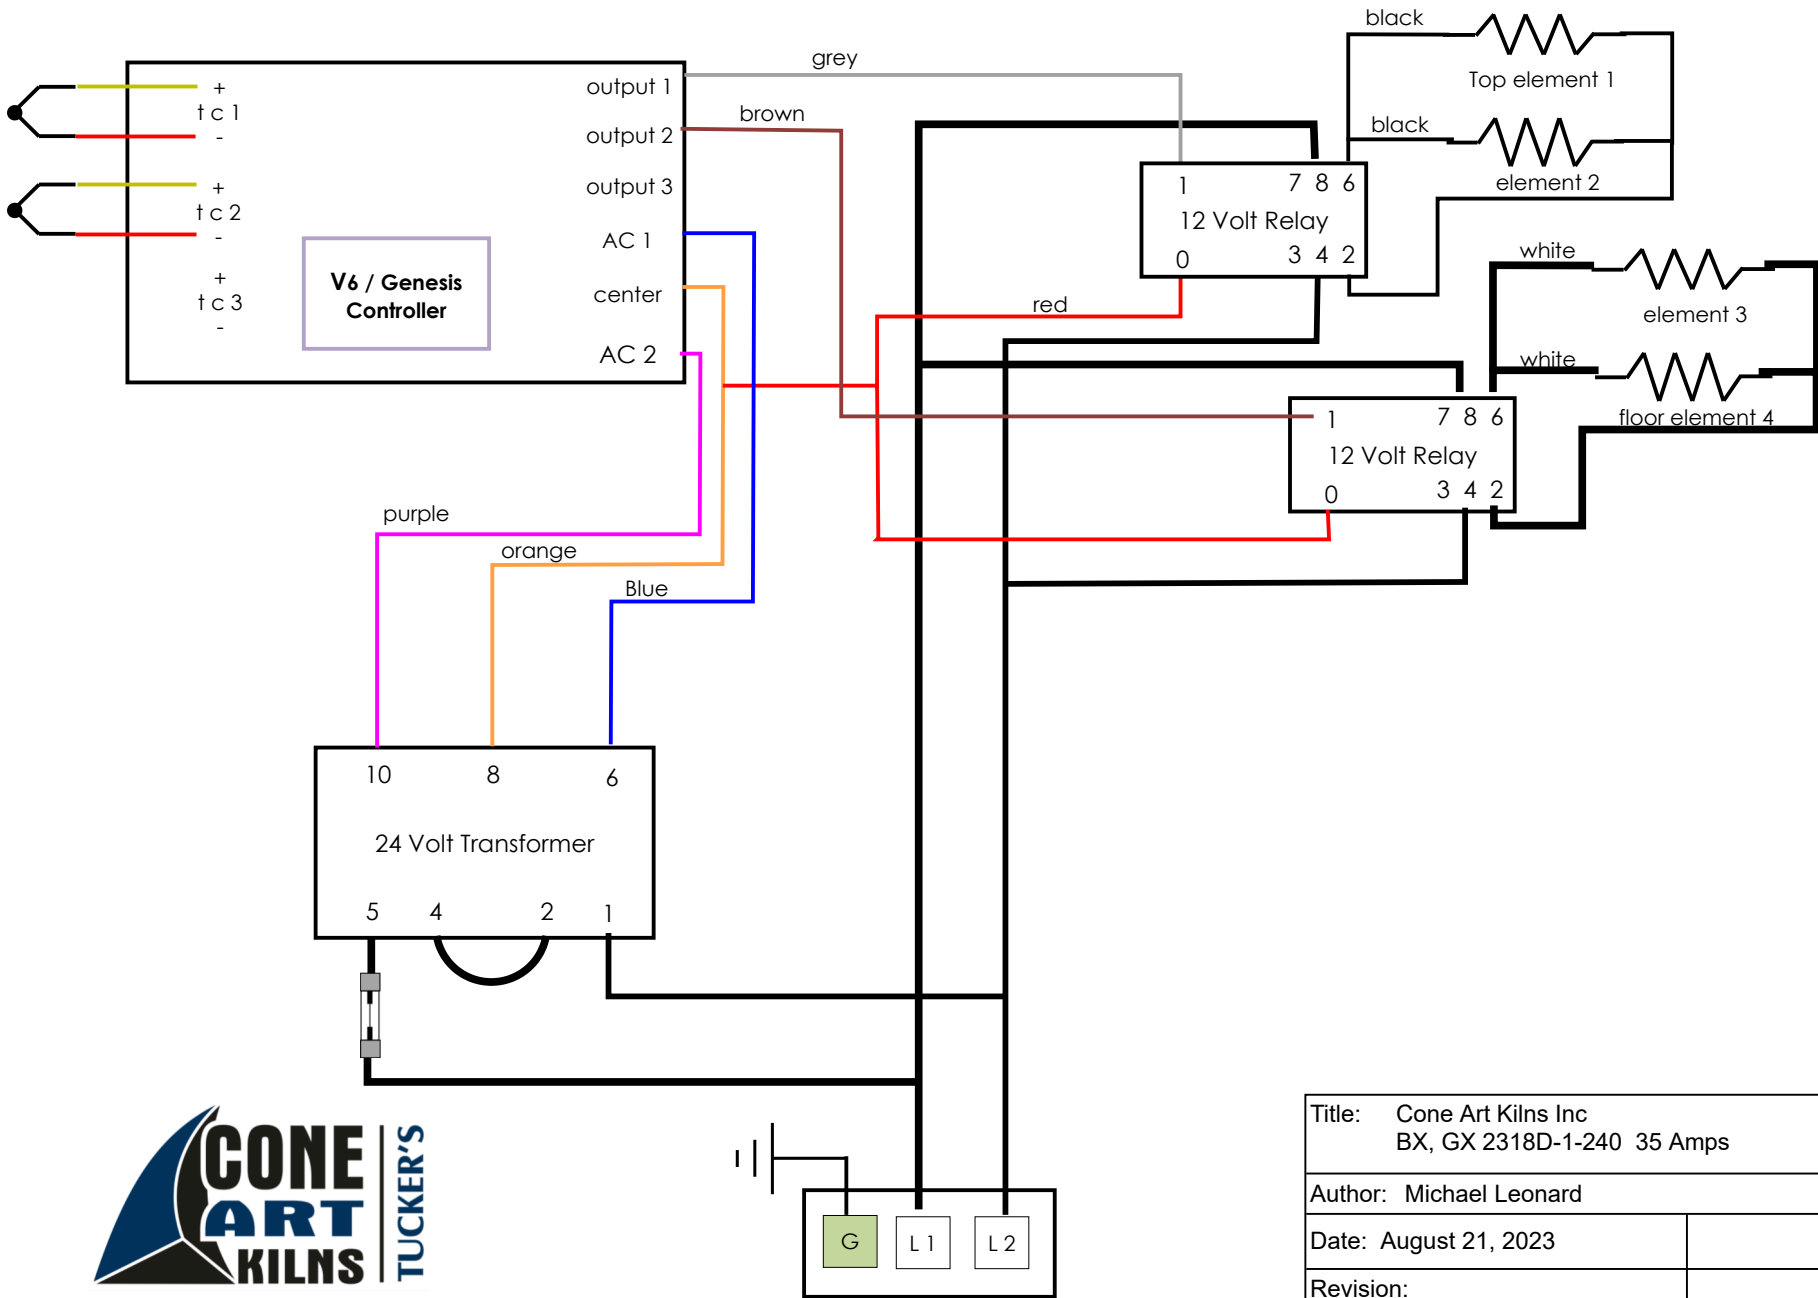 black
Top element 1
black
element 2
grey
brown
+
t c 1
-
+
t c 2
-
+
t c 3
-
V6 / Genesis
Controller
output 1
output 2
output 3
AC 1
center
AC 2
1 7 8 6
12 Volt Relay
0 3 4 2
red
white
element 3
white
floor element 4
1 7 8 6
12 Volt Relay
0 3 4 2
purple
orange
Blue
10 8 6
24 Volt Transformer
5 4 2 1
CONE
ART
KILNS
TUCKER'S
G L 1 L 2
Title: Cone Art Kilns Inc
BX, GX 2318D-1-240 35 Amps
Author: Michael Leonard
Date: August 21, 2023
Revision: